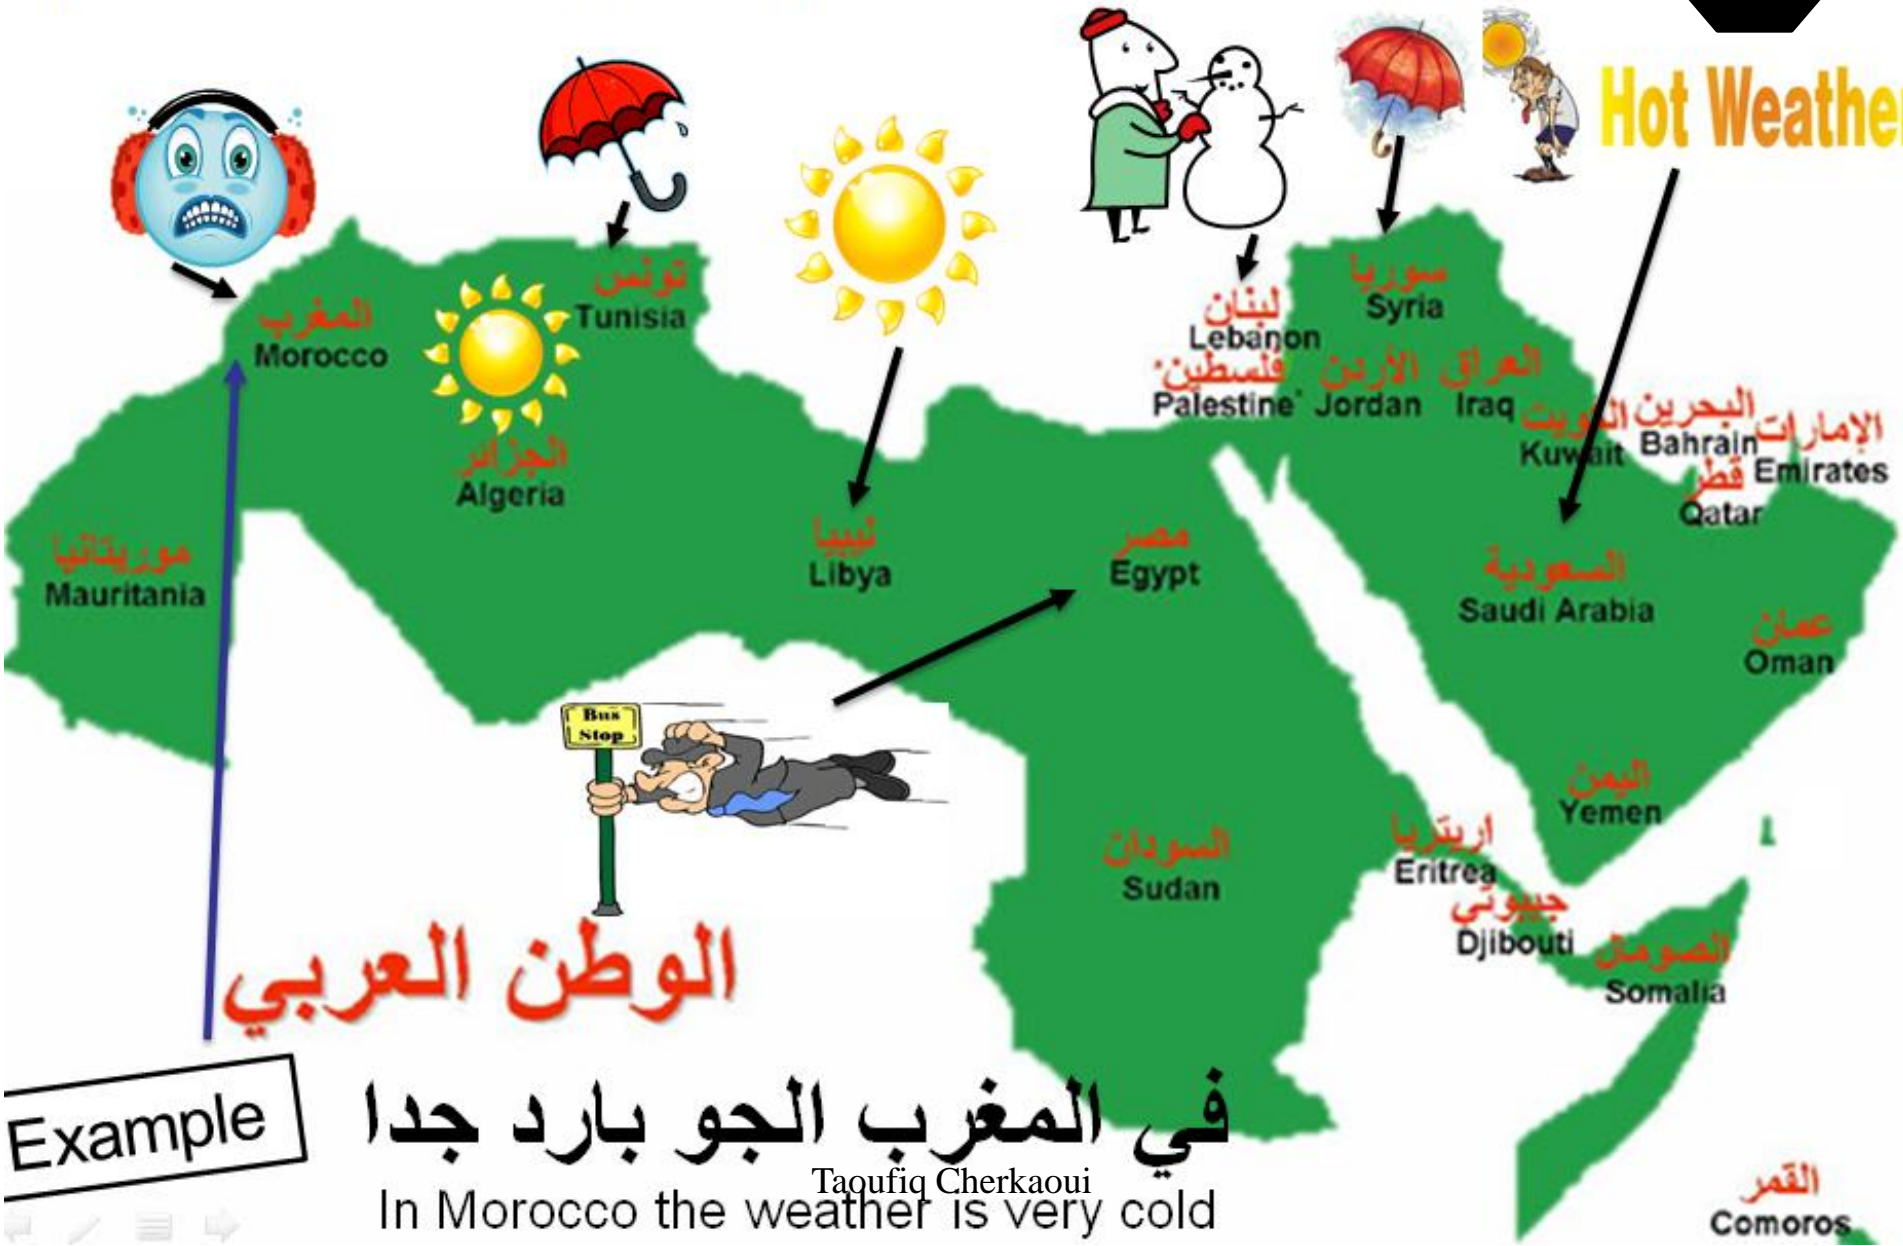 Hot Weathe
تونس
Tunisia
المغرب
Morocco
الجزائر
Algeria
موريتانيا
Mauritania
ليبيا
Libya
مصر
Egypt
لبنان
Lebanon
سوريا
Syria
فلسطين
Palestine
الأردن
Jordan
العراق
Iraq
الكويت
Kuwait
البحرين
Bahrain
الإمارات
Emirates
قطر
Qatar
السعودية
Saudi Arabia
عمان
Oman
اليمن
Yemen
السودان
Sudan
اريتريا
Eritrea
جيبوتي
Djibouti
الصومال
Somalia
القمر
Comoros
Bus
Stop
الوطن العربي
Example
في المغرب الجو بارد جدا
Taoufiq Cherkaoui
In Morocco the weather is very cold